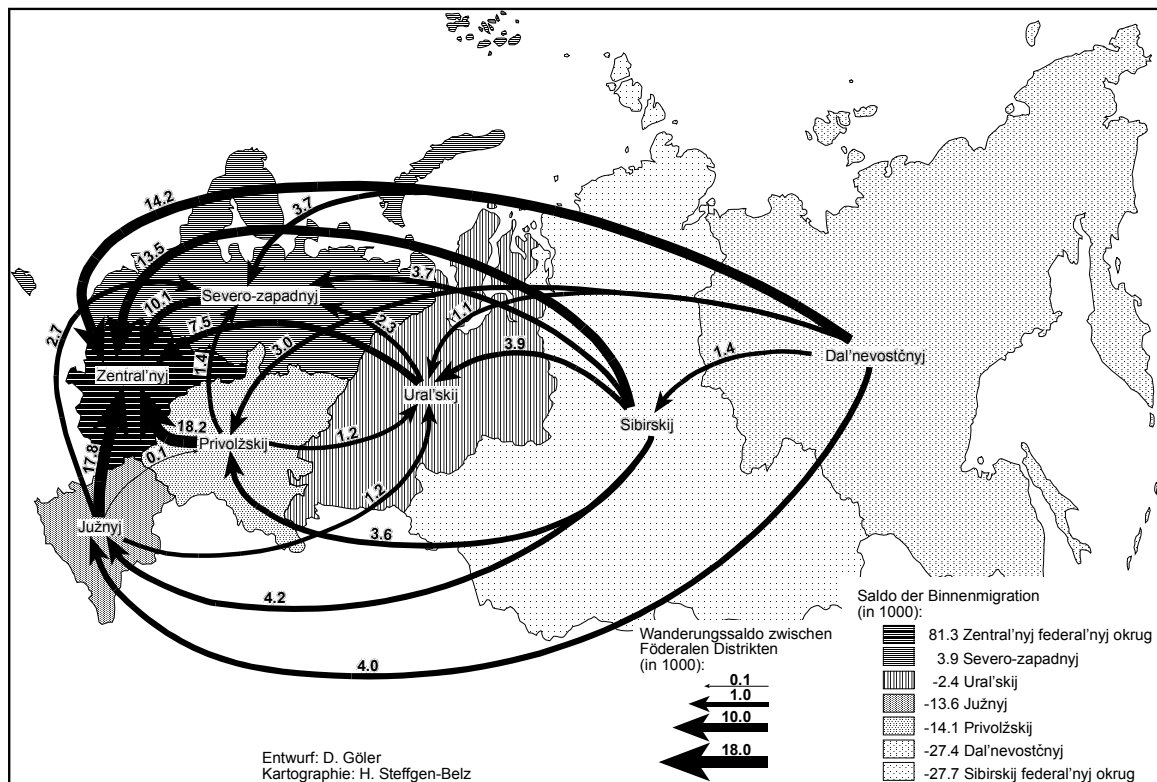 14.2
3.7
13.5
3.7
Severo-zapadnyj
10.1
2.3
1.1
2.7
7.5
3.0
1.4
3.9
1.4
Dal'nevostčnyj
Zentral'nyj
Ural'skij
Sibirskij
18.2
Privolžskij
1.2
17.8
0.1
1.2
Južnyj
3.6
4.2
4.0
Wanderungssaldo zwischen
Föderalen Distrikten
(in 1000):
0.1
1.0
10.0
18.0
Saldo der Binnenmigration
(in 1000):
81.3 Zentral'nyj federal'nyj okrug
3.9 Severo-zapadnyj
-2.4 Ural'skij
-13.6 Južnyj
-14.1 Privolžskij
-27.4 Dal'nevostčnyj
-27.7 Sibirskij federal'nyj okrug
Entwurf: D. Göler
Kartographie: H. Steffgen-Belz